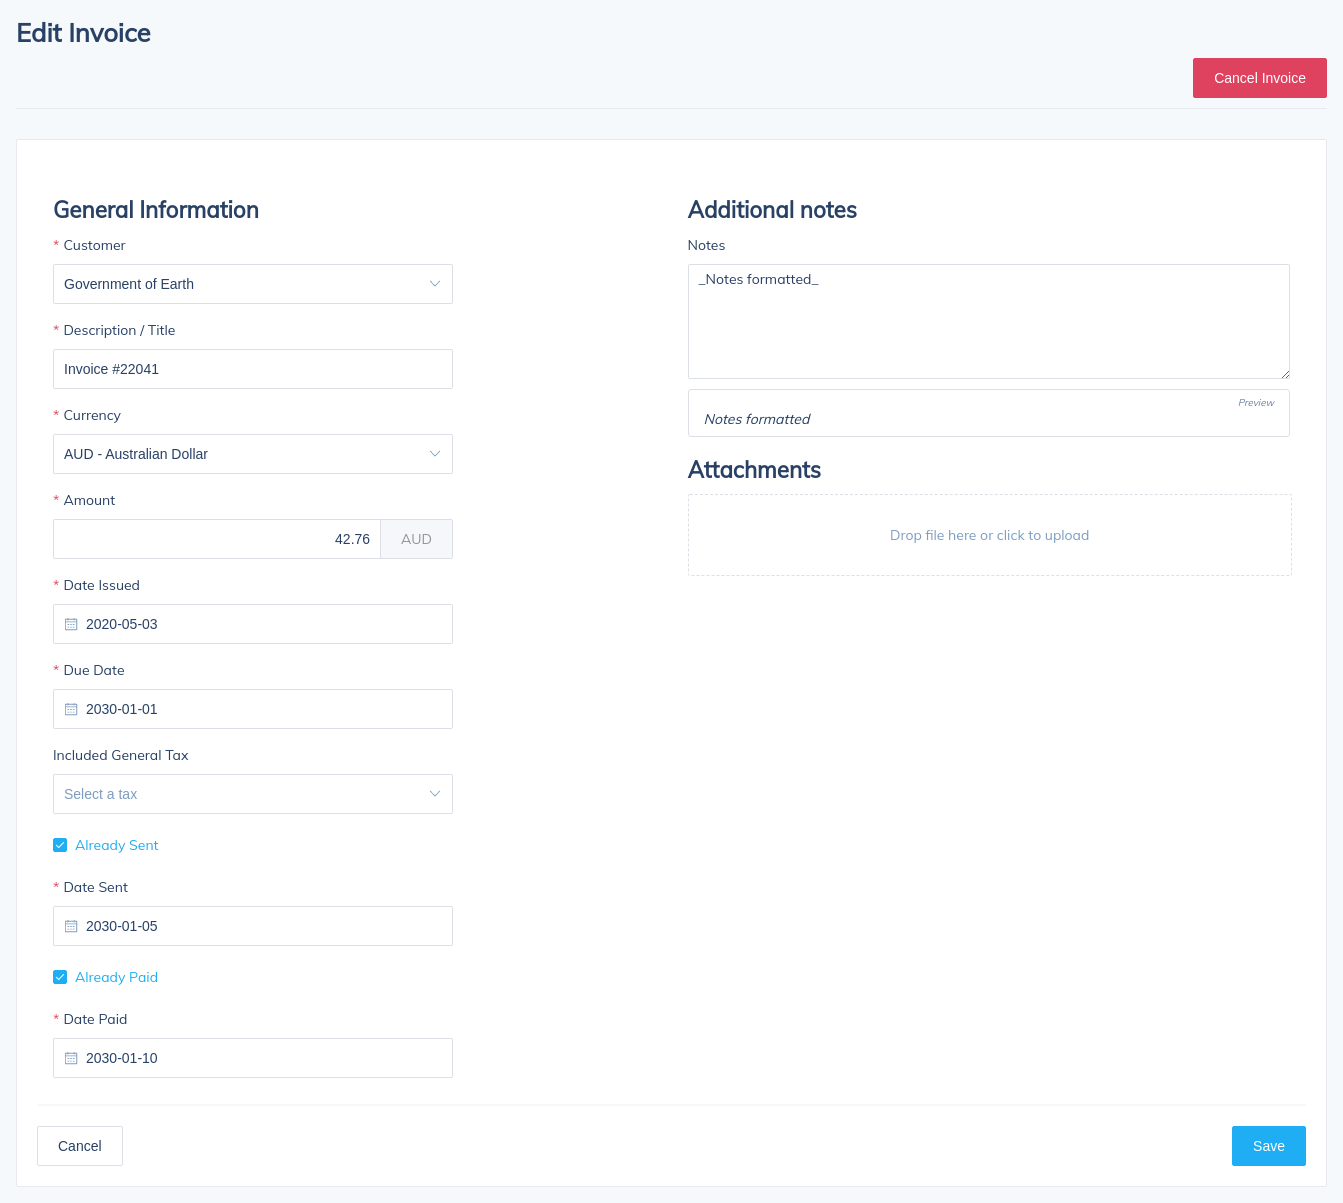 Edit Invoice
Cancel Invoice
General Information
* Customer
Government of Earth
* Description / Title
Invoice #22041
* Currency
AUD - Australian Dollar
* Amount
42.76 AUD
* Date Issued
2020-05-03
* Due Date
2030-01-01
Included General Tax
Select a tax
Already Sent
* Date Sent
2030-01-05
Already Paid
* Date Paid
2030-01-10
Additional notes
Notes
_Notes formatted_
Preview
Notes formatted
Attachments
Drop file here or click to upload
Cancel
Save